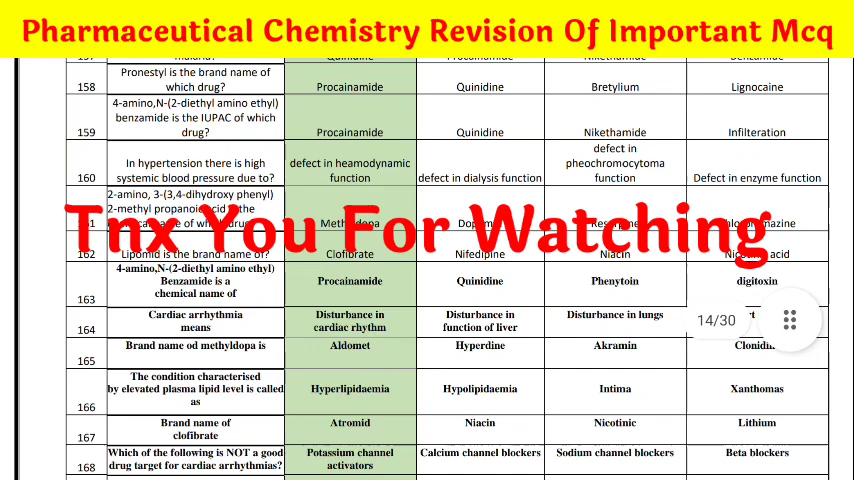 Pharmaceutical Chemistry Revision Of Important Mcq
158 Pronestyl is the brand name of which drug? Procainamide Quinidine Bretylium Lignocaine
159 4-amino,N-(2-diethyl amino ethyl) benzamide is the IUPAC of which drug? Procainamide Quinidine Nikethamide Infilteration
160 In hypertension there is high systemic blood pressure due to? defect in heamodynamic function defect in dialysis function defect in pheochromocytoma function Defect in enzyme function
2-amino, 3-(3,4-dihydroxy phenyl)
Tnx You For Watching
162 Lipomid is the brand name of? Clofibrate Nifedipine Niacin
163 4-amino,N-(2-diethyl amino ethyl) Benzamide is a chemical name of Procainamide Quinidine Phenytoin digitoxin
164 Cardiac arrhythmia means Disturbance in cardiac rhythm Disturbance in function of liver Disturbance in lungs
14/30
165 Brand name od methyldopa is Aldomet Hyperdine Akramin
166 The condition characterised by elevated plasma lipid level is called as Hyperlipidaemia Hypolipidaemia Intima Xanthomas
167 Brand name of clofibrate Atromid Niacin Nicotinic Lithium
168 Which of the following is NOT a good drug target for cardiac arrhythmias? Potassium channel activators Calcium channel blockers Sodium channel blockers Beta blockers